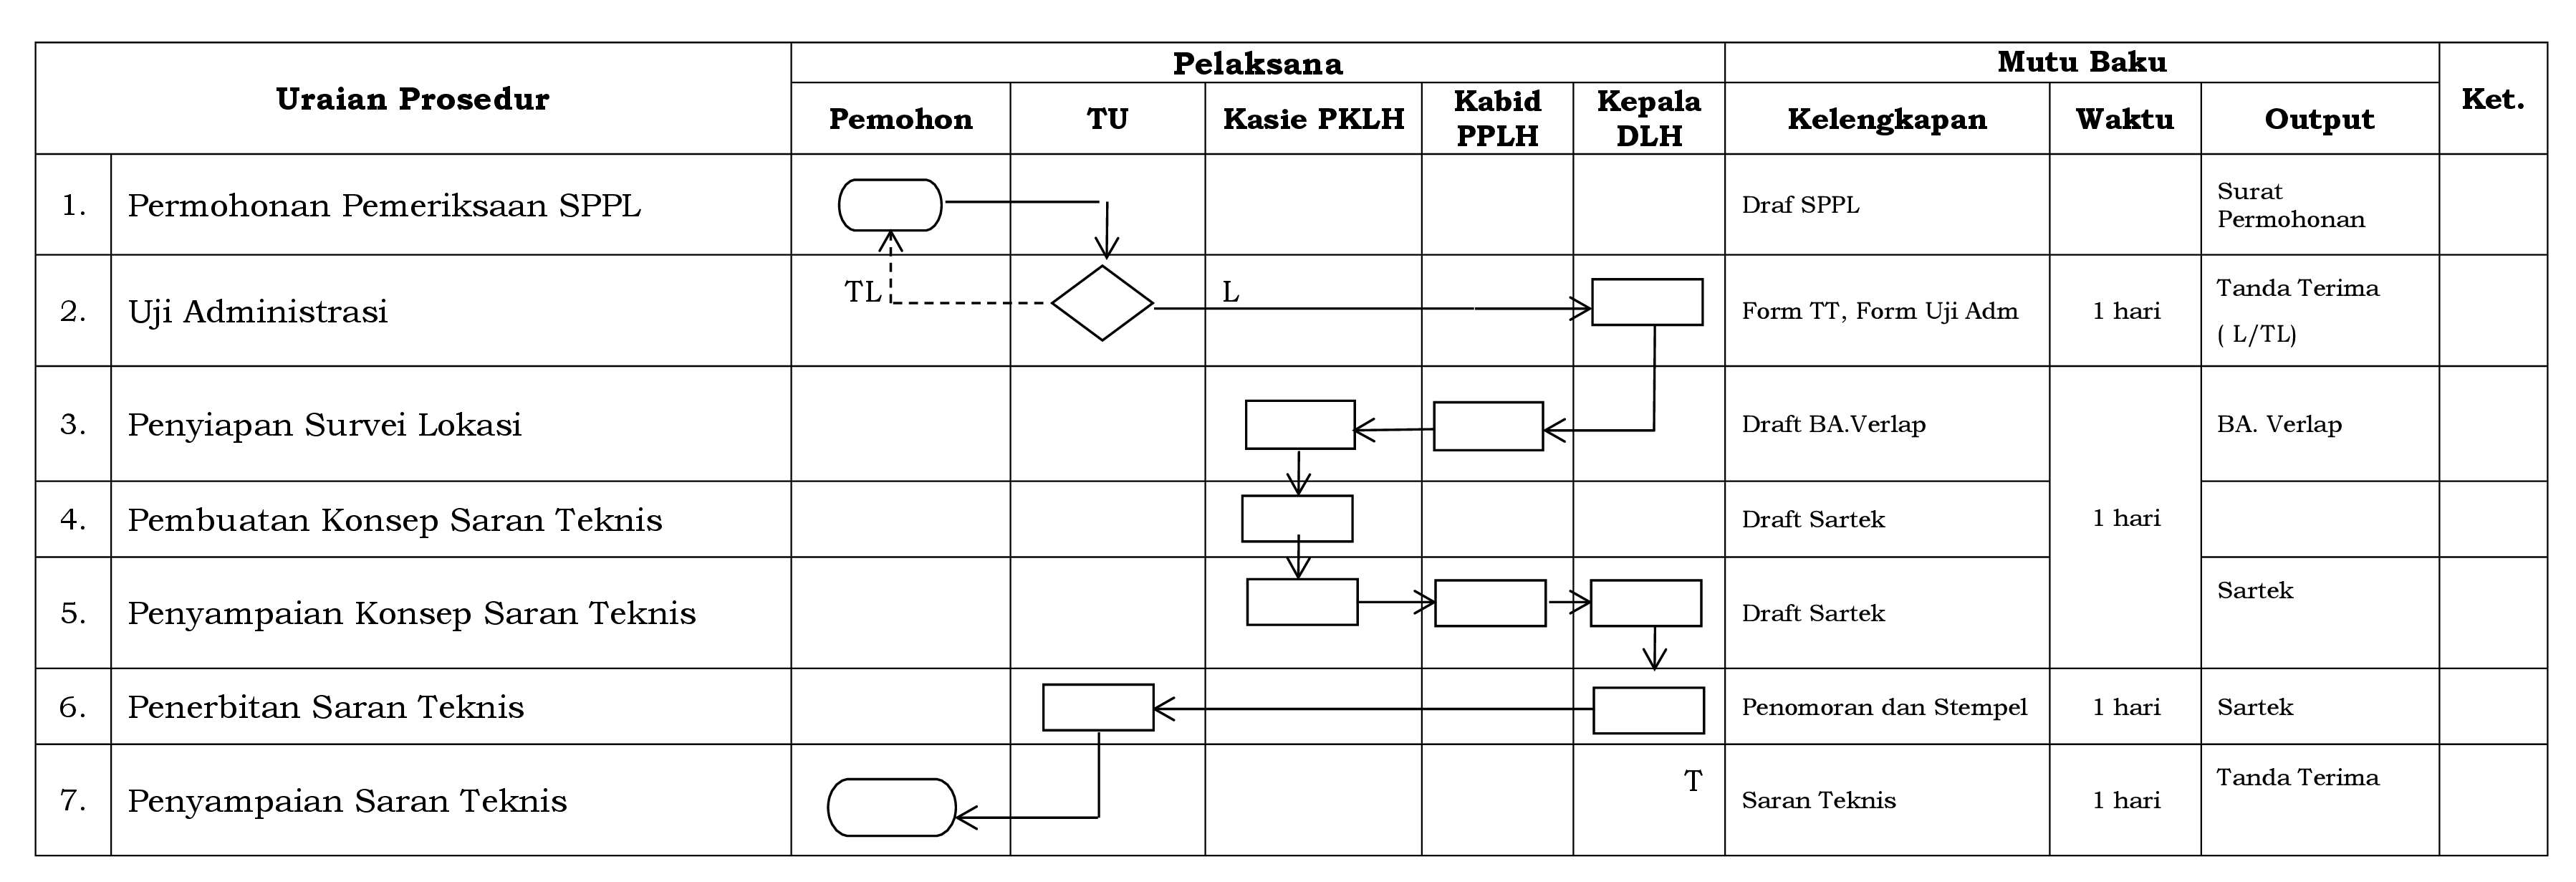 Uraian Prosedur
Pelaksana
Mutu Baku
Ket.
Pemohon
TU
Kasie PKLH
Kabid
PPLH
Kepala
DLH
Kelengkapan
Waktu
Output
1.
Permohonan Pemeriksaan SPPL
Draf SPPL
Surat
Permohonan
2.
Uji Administrasi
TL
L
Form TT, Form Uji Adm
1 hari
Tanda Terima
( L/TL)
3.
Penyiapan Survei Lokasi
Draft BA.Verlap
BA. Verlap
4.
Pembuatan Konsep Saran Teknis
Draft Sartek
1 hari
5.
Penyampaian Konsep Saran Teknis
Draft Sartek
Sartek
6.
Penerbitan Saran Teknis
Penomoran dan Stempel
1 hari
Sartek
7.
Penyampaian Saran Teknis
T
Saran Teknis
1 hari
Tanda Terima